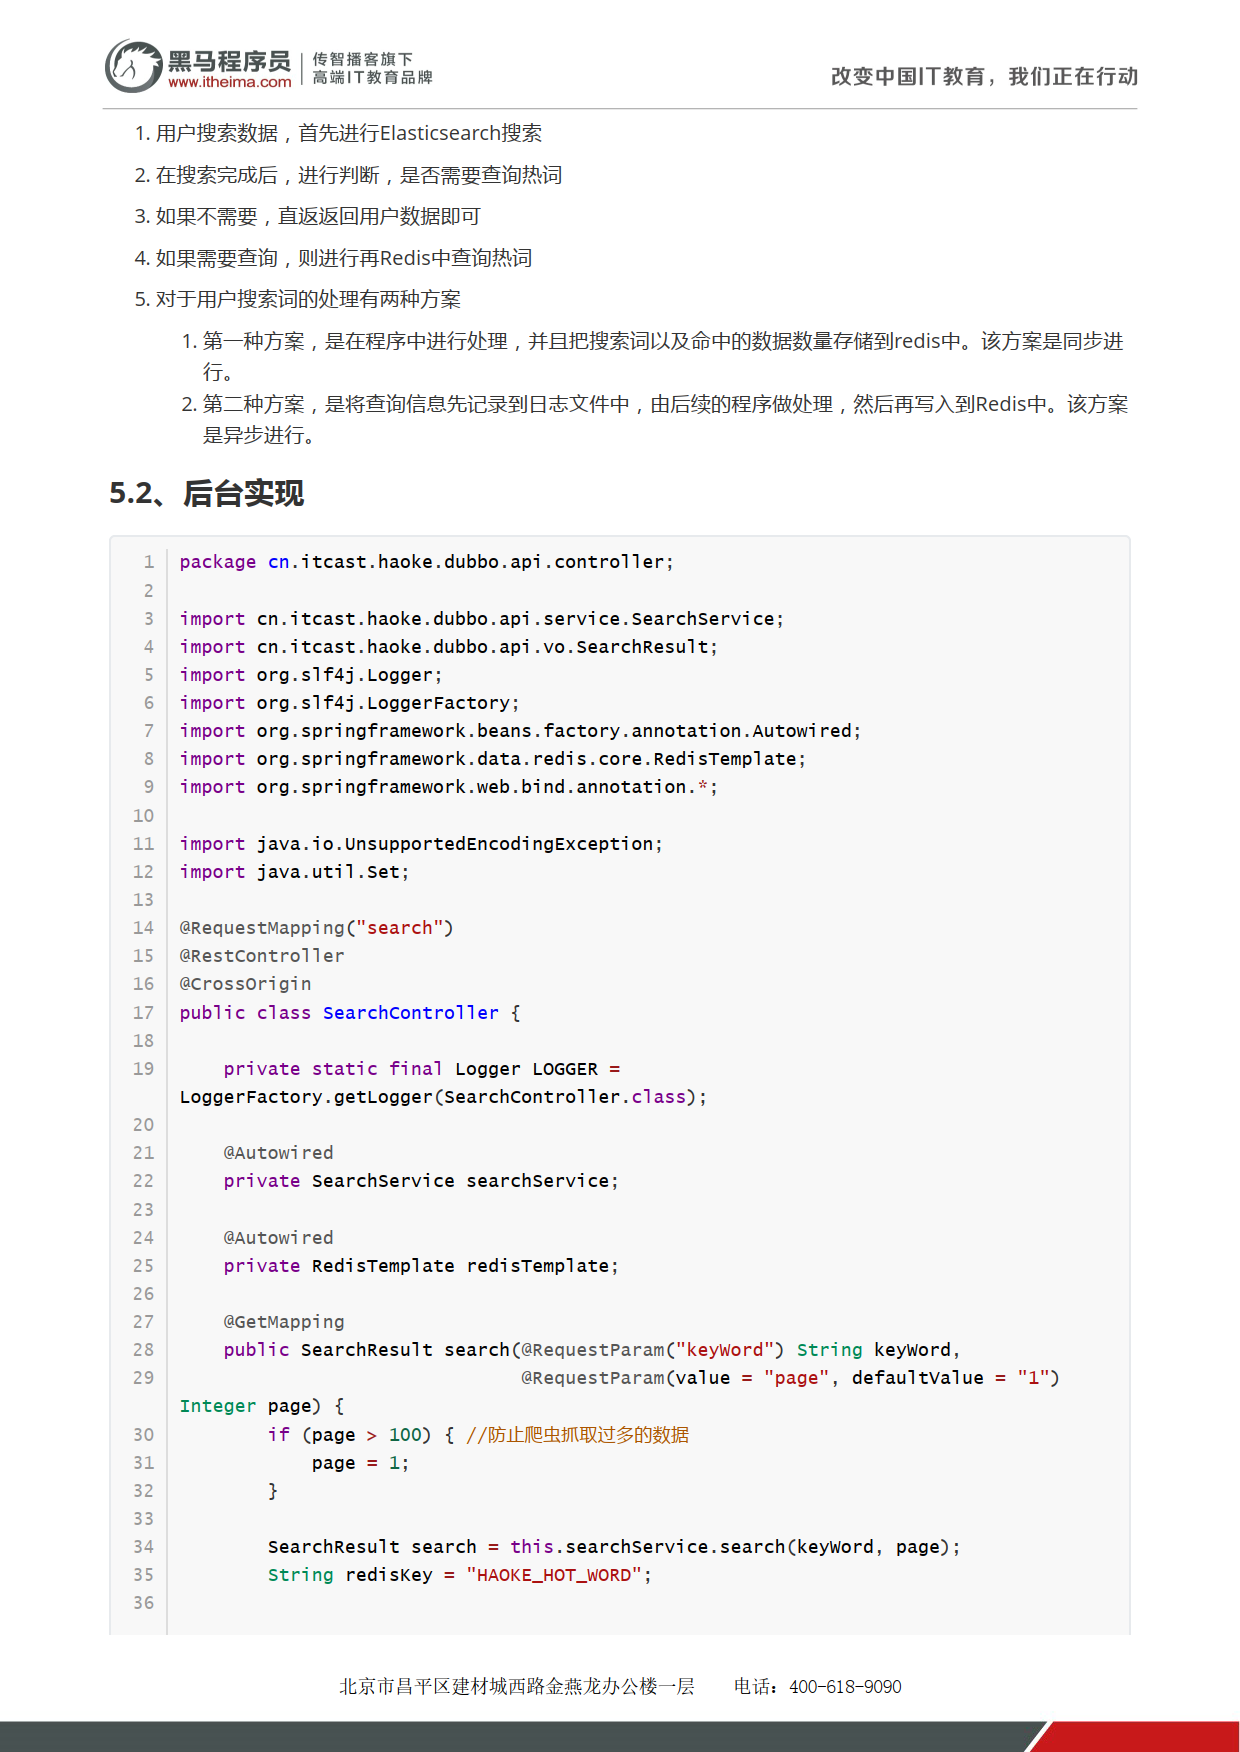 黑马程序员
www.itheima.com
传智播客旗下
高端IT教育品牌
改变中国IT教育，我们正在行动
1. 用户搜索数据，首先进行Elasticsearch搜索
2. 在搜索完成后，进行判断，是否需要查询热词
3. 如果不需要，直返返回用户数据即可
4. 如果需要查询，则进行再Redis中查询热词
5. 对于用户搜索词的处理有两种方案
1. 第一种方案，是在程序中进行处理，并且把搜索词以及命中的数据数量存储到redis中。该方案是同步进
行。
2. 第二种方案，是将查询信息先记录到日志文件中，由后续的程序做处理，然后再写入到Redis中。该方案
是异步进行。
5.2、后台实现
1 package cn.itcast.haoke.dubbo.api.controller;
2
3 import cn.itcast.haoke.dubbo.api.service.SearchService;
4 import cn.itcast.haoke.dubbo.api.vo.SearchResult;
5 import org.slf4j.Logger;
6 import org.slf4j.LoggerFactory;
7 import org.springframework.beans.factory.annotation.Autowired;
8 import org.springframework.data.redis.core.RedisTemplate;
9 import org.springframework.web.bind.annotation.*;
10
11 import java.io.UnsupportedEncodingException;
12 import java.util.Set;
13
14 @RequestMapping("search")
15 @RestController
16 @CrossOrigin
17 public class SearchController {
18
19     private static final Logger LOGGER =
LoggerFactory.getLogger(SearchController.class);
20
21     @Autowired
22     private SearchService searchService;
23
24     @Autowired
25     private RedisTemplate redisTemplate;
26
27     @GetMapping
28     public SearchResult search(@RequestParam("keyWord") String keyWord,
29                                @RequestParam(value = "page", defaultValue = "1")
Integer page) {
30         if (page > 100) { //防止爬虫抓取过多的数据
31             page = 1;
32         }
33
34         SearchResult search = this.searchService.search(keyWord, page);
35         String redisKey = "HAOKE_HOT_WORD";
36
北京市昌平区建材城西路金燕龙办公楼一层 电话：400-618-9090